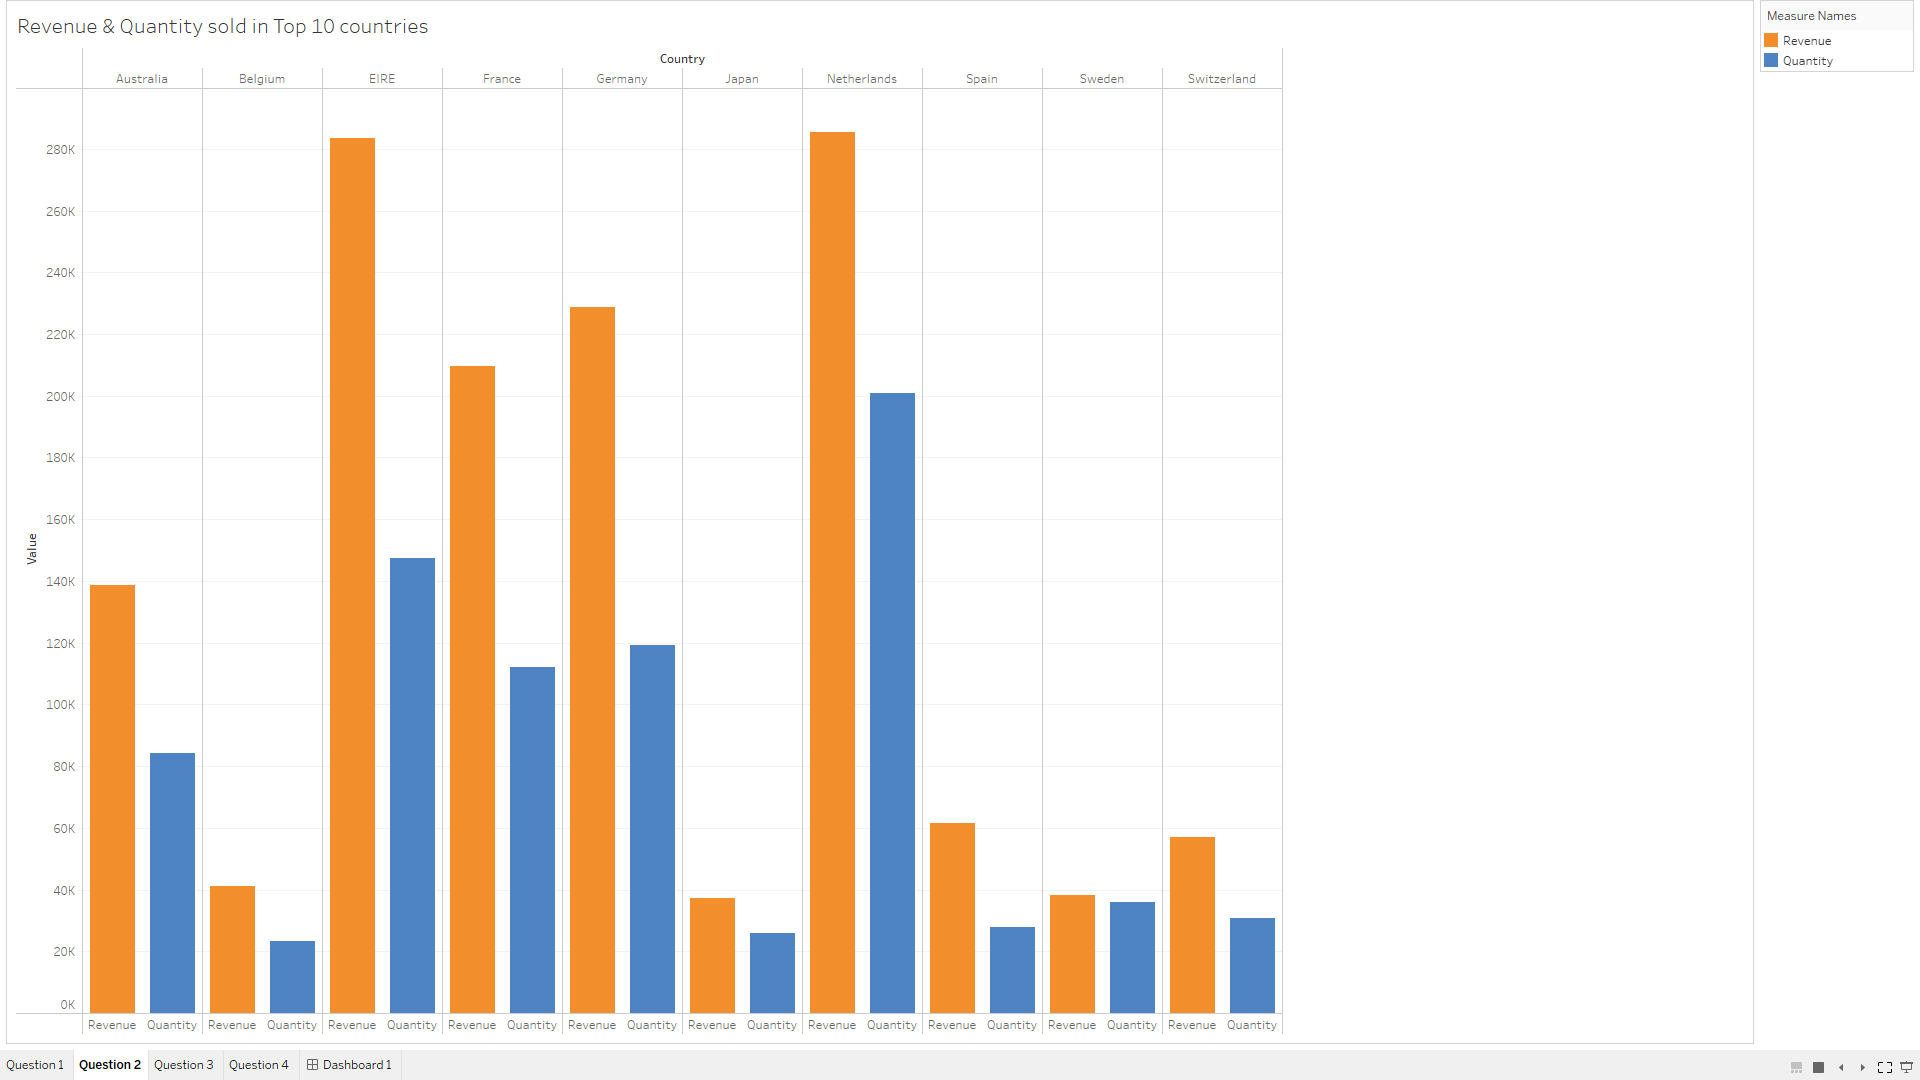 Revenue & Quantity sold in Top 10 countries
Measure Names
Revenue
Quantity
Country
Australia Belgium EIRE France Germany Japan Netherlands Spain Sweden Switzerland
280K
260K
240K
220K
200K
180K
160K
140K
120K
100K
80K
60K
40K
20K
0K
Value
Revenue Quantity Revenue Quantity Revenue Quantity Revenue Quantity Revenue Quantity Revenue Quantity Revenue Quantity Revenue Quantity Revenue Quantity Revenue Quantity
Question 1 Question 2 Question 3 Question 4 Dashboard 1